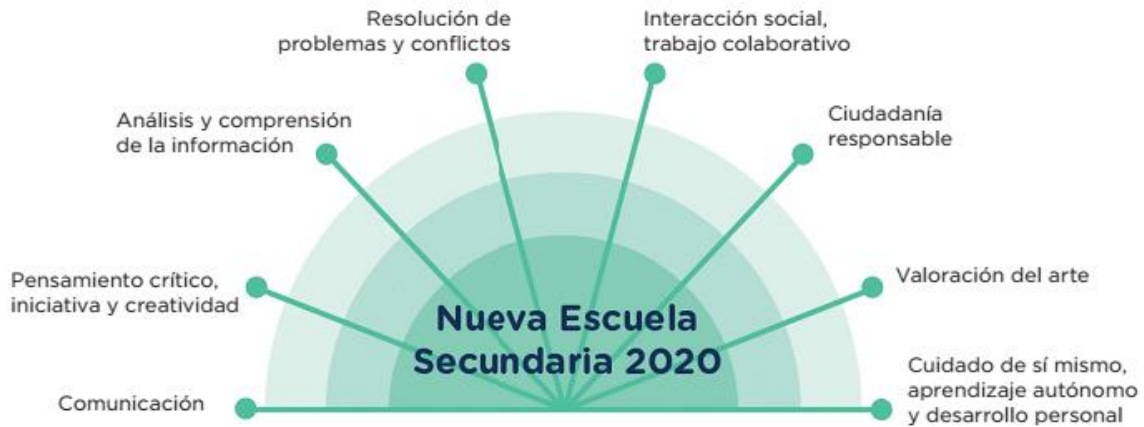 Resolución de
problemas y conflictos
Interacción social,
trabajo colaborativo
Análisis y comprensión
de la información
Ciudadanía
responsable
Pensamiento crítico,
iniciativa y creatividad
Valoración del arte
Nueva Escuela
Secundaria 2020
Comunicación
Cuidado de sí mismo,
aprendizaje autónomo
y desarrollo personal